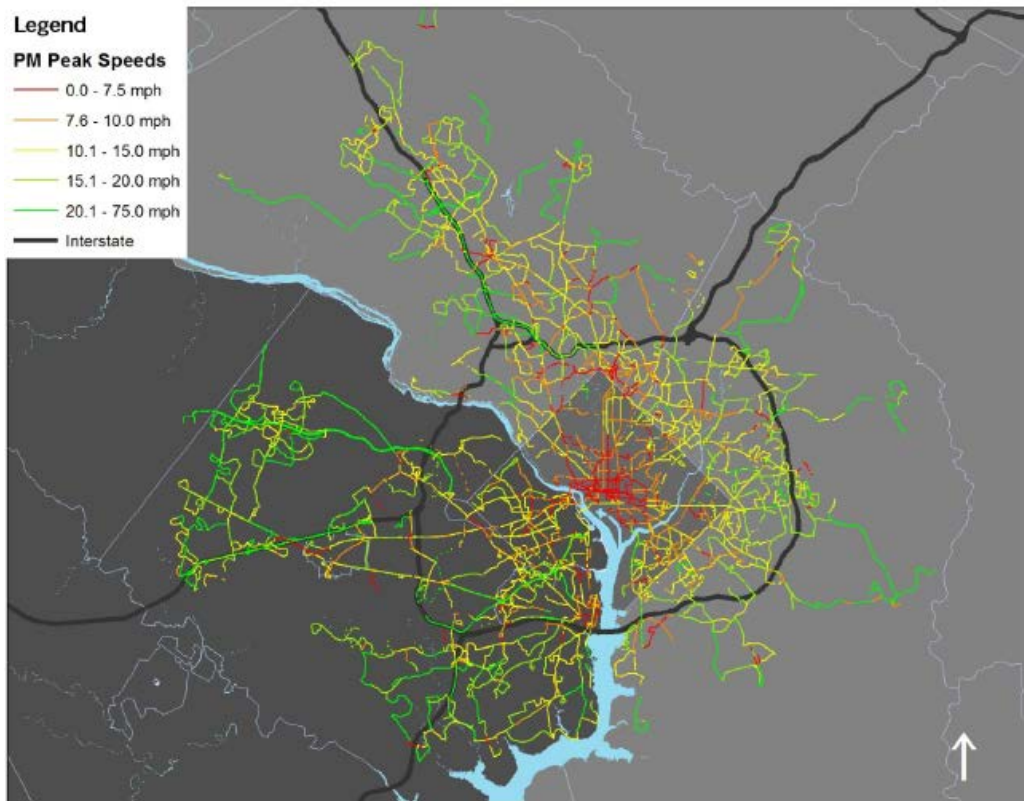 Legend
PM Peak Speeds
0.0 - 7.5 mph
7.6 - 10.0 mph
10.1 - 15.0 mph
15.1 - 20.0 mph
20.1 - 75.0 mph
Interstate